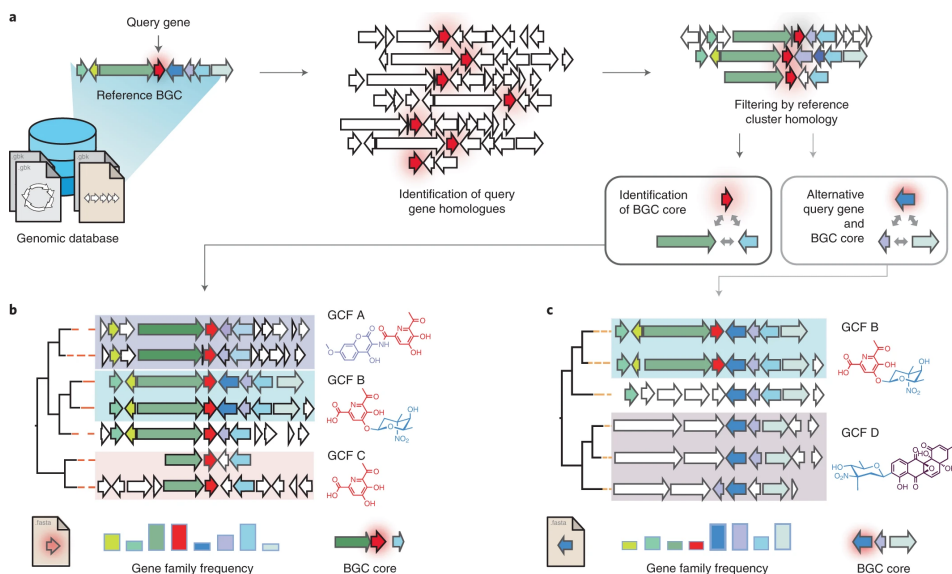 a
Query gene
Reference BGC
.gbk
.gbk
Genomic database
Identification of query
gene homologues
Filtering by reference
cluster homology
Identification
of BGC core
Alternative
query gene
and
BGC core
b
GCF A
GCF B
GCF C
.fasta
Gene family frequency
BGC core
c
GCF B
GCF D
.fasta
Gene family frequency
BGC core